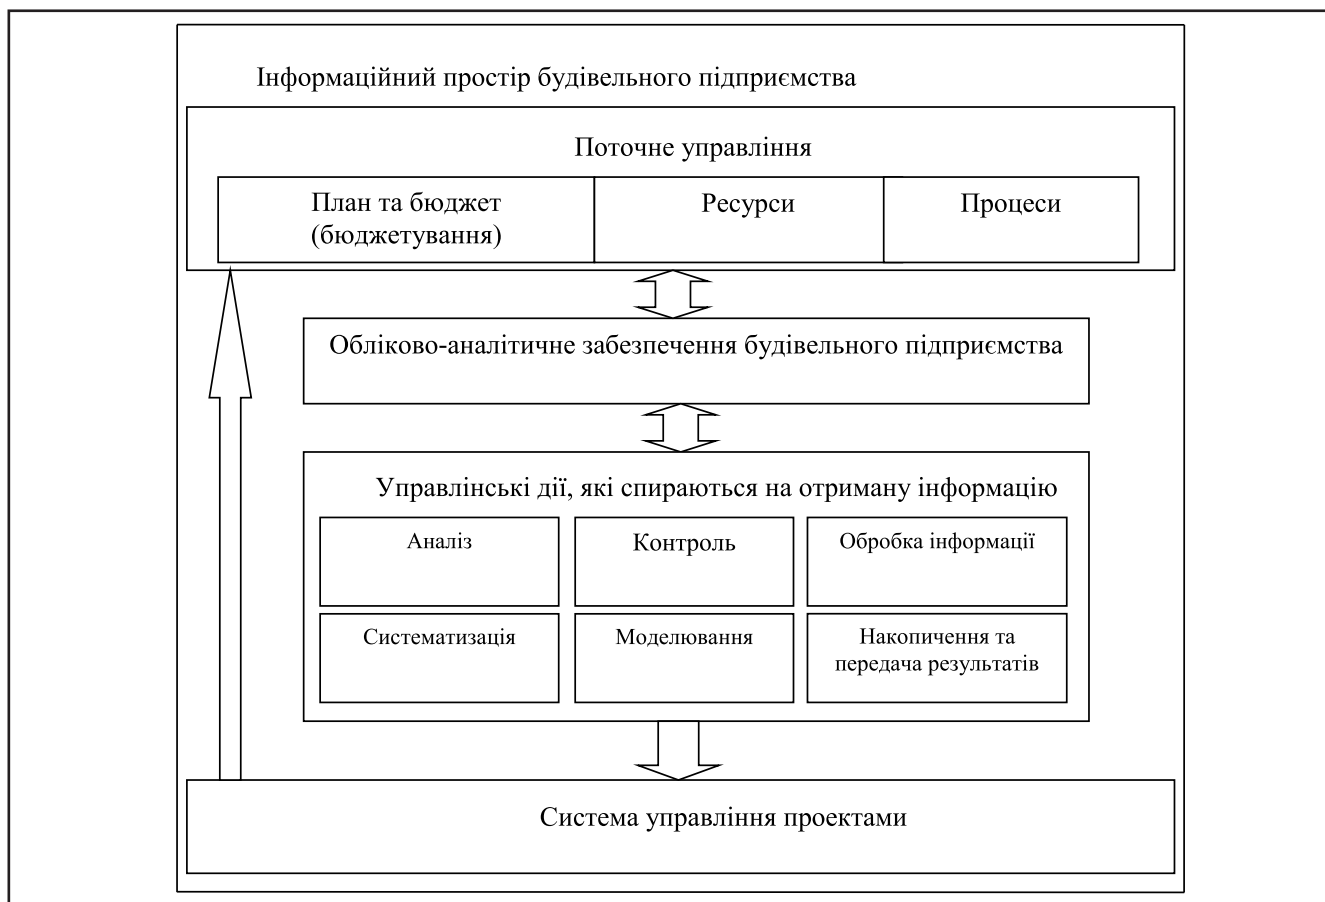 Інформаційний простір будівельного підприємства
Поточне управління
План та бюджет
(бюджетування)
Ресурси
Процеси
Обліково-аналітичне забезпечення будівельного підприємства
Управлінські дії, які спираються на отриману інформацію
Аналіз
Контроль
Обробка інформації
Систематизація
Моделювання
Накопичення та
передача результатів
Система управління проектами